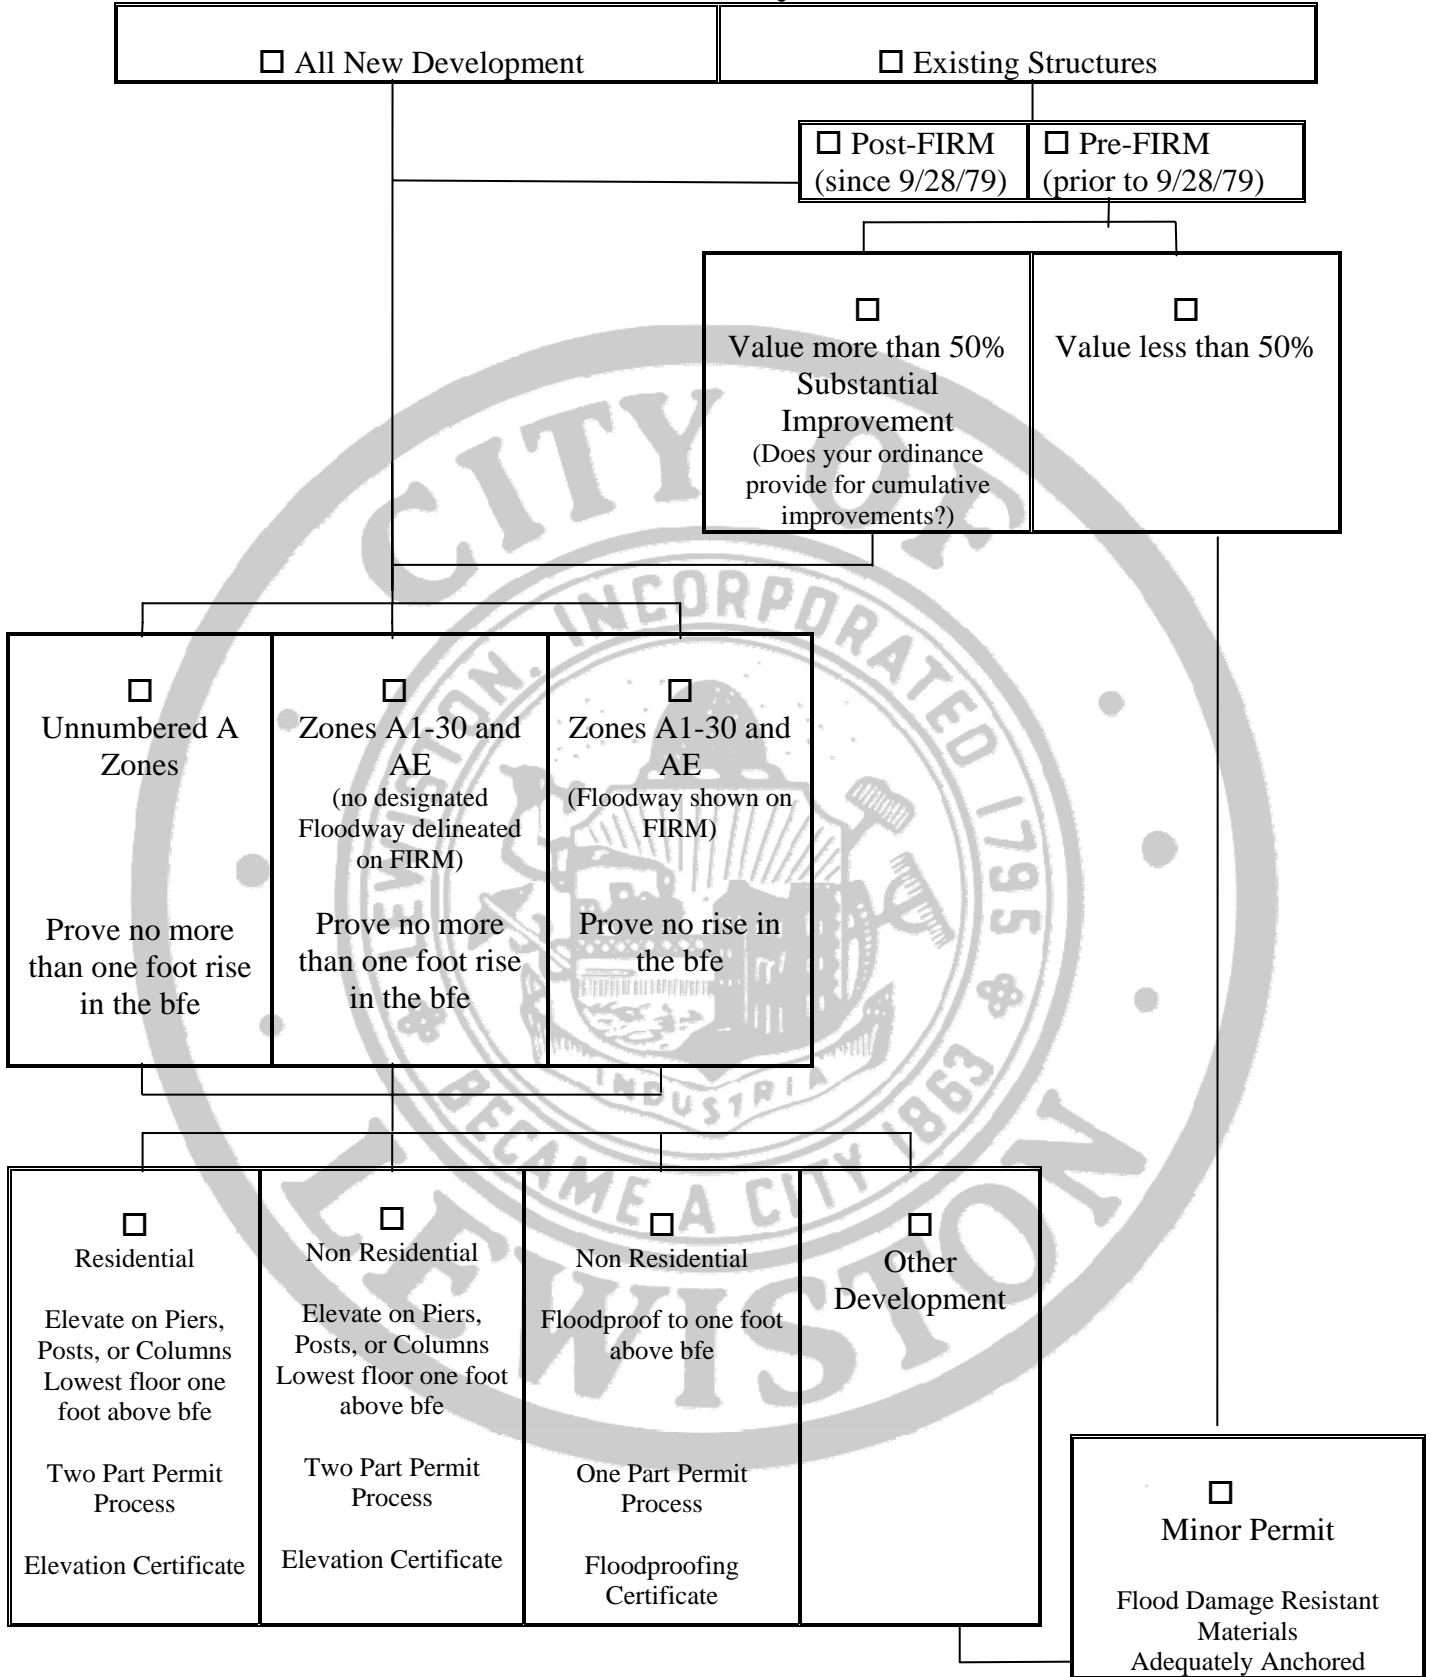 ☐ All New Development
☐ Existing Structures
☐ Post-FIRM
(since 9/28/79)
☐ Pre-FIRM
(prior to 9/28/79)
☐
Value more than 50%
Substantial
Improvement
(Does your ordinance
provide for cumulative
improvements?)
☐
Value less than 50%
☐
Unnumbered A
Zones
Prove no more
than one foot rise
in the bfe
☐
Zones A1-30 and
AE
(no designated
Floodway delineated
on FIRM)
Prove no more
than one foot rise
in the bfe
☐
Zones A1-30 and
AE
(Floodway shown on
FIRM)
Prove no rise in
the bfe
☐
Residential
Elevate on Piers,
Posts, or Columns
Lowest floor one
foot above bfe
Two Part Permit
Process
Elevation Certificate
☐
Non Residential
Elevate on Piers,
Posts, or Columns
Lowest floor one foot
above bfe
Two Part Permit
Process
Elevation Certificate
☐
Non Residential
Floodproof to one foot
above bfe
One Part Permit
Process
Floodproofing
Certificate
☐
Other
Development
☐
Minor Permit
Flood Damage Resistant
Materials
Adequately Anchored
CITY OF
LEWISTON
LEWISTON, INCORPORATED 1795
BECAME A CITY 1863
INDUSTRIA